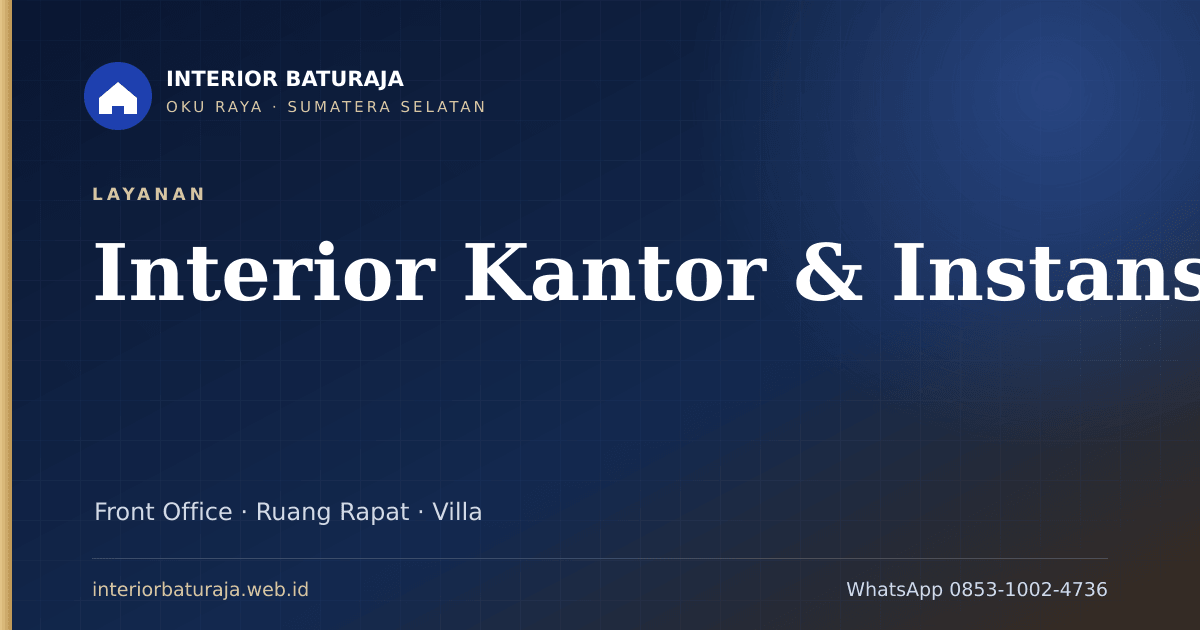 INTERIOR BATURAJA
OKU RAYA · SUMATERA SELATAN
LAYANAN
Interior Kantor & Instans
Front Office · Ruang Rapat · Villa
interiorbaturaja.web.id
WhatsApp 0853-1002-4736